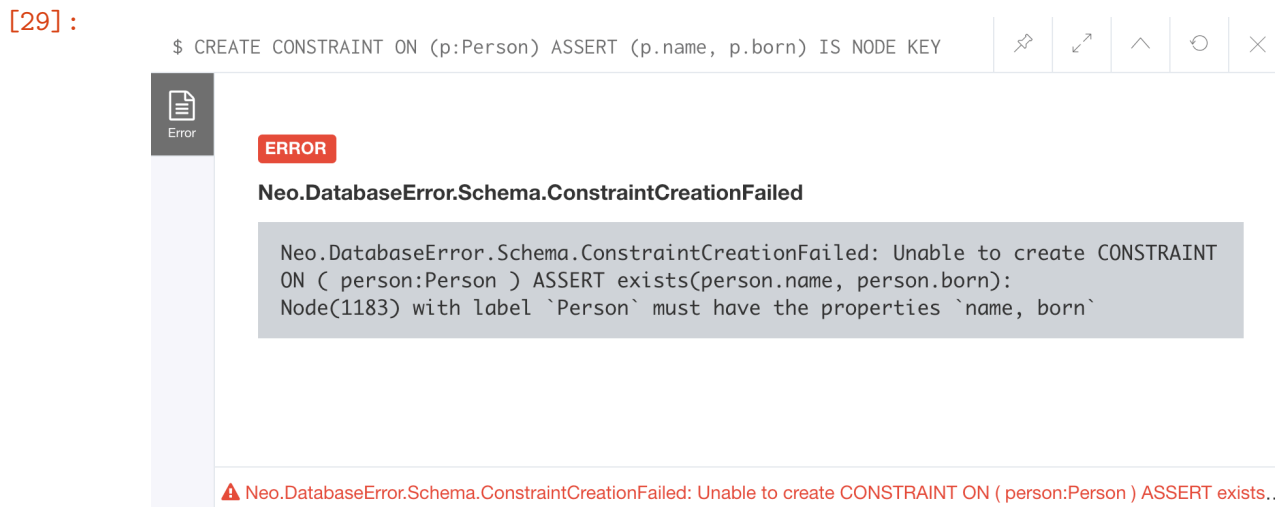 [29]:
$ CREATE CONSTRAINT ON (p:Person) ASSERT (p.name, p.born) IS NODE KEY
Error
ERROR
Neo.DatabaseError.Schema.ConstraintCreationFailed
Neo.DatabaseError.Schema.ConstraintCreationFailed: Unable to create CONSTRAINT
ON ( person:Person ) ASSERT exists(person.name, person.born):
Node(1183) with label `Person` must have the properties `name, born`
Neo.DatabaseError.Schema.ConstraintCreationFailed: Unable to create CONSTRAINT ON ( person:Person ) ASSERT exists..